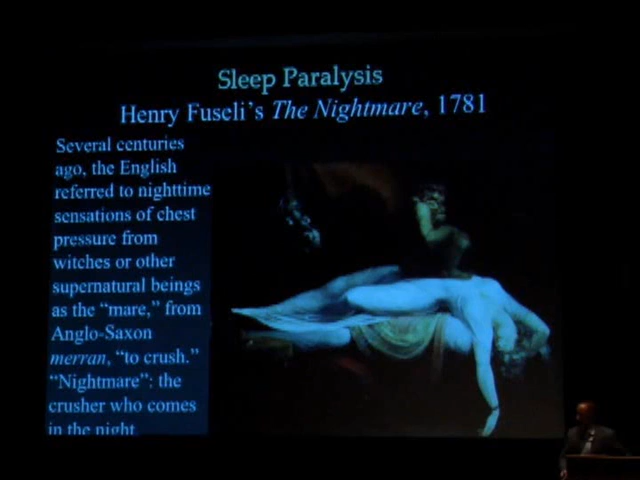 Sleep Paralysis
Henry Fuseli's The Nightmare, 1781
Several centuries
ago, the English
referred to nighttime
sensations of chest
pressure from
witches or other
supernatural beings
as the “mare,” from
Anglo-Saxon
merran, “to crush.”
“Nightmare”: the
crusher who comes
in the night